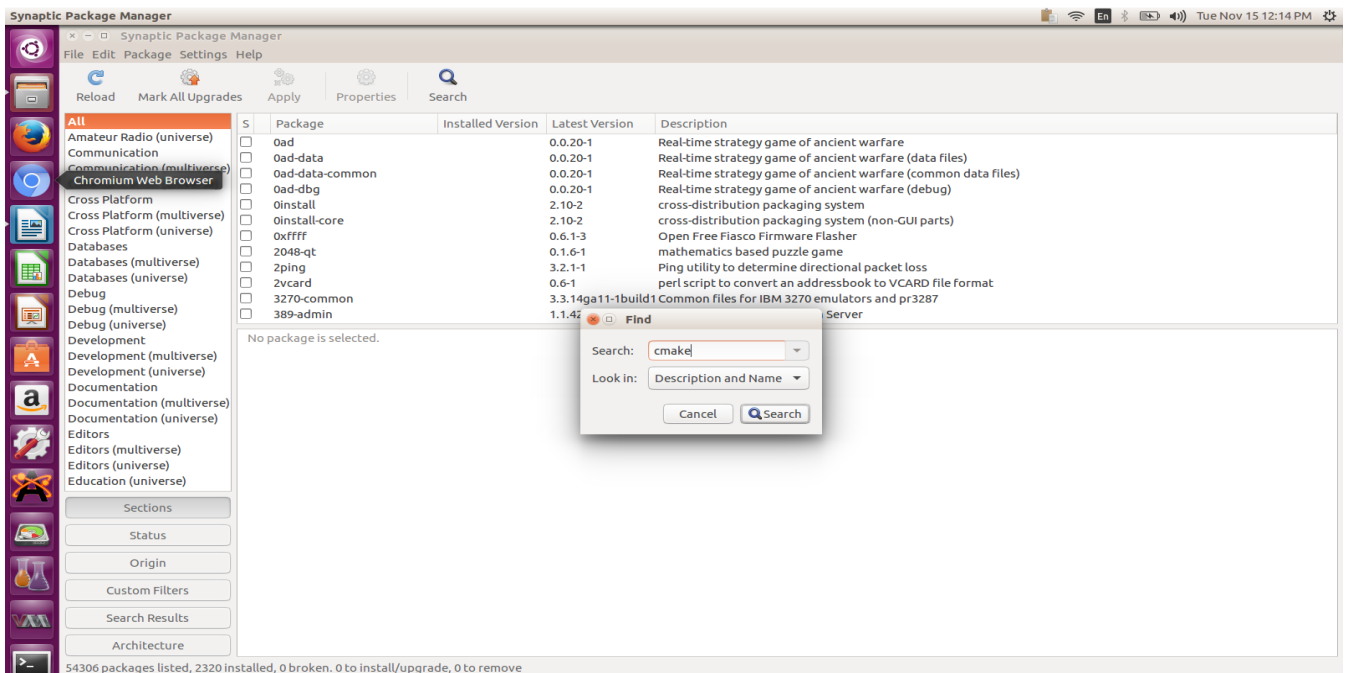 Synaptic Package Manager
En
Tue Nov 15 12:14 PM
Synaptic Package Manager
File Edit Package Settings Help
Reload Mark All Upgrades Apply Properties Search
All
Amateur Radio (universe)
Communication
Communication (multiverse)
Chromium Web Browser
Cross Platform
Cross Platform (multiverse)
Cross Platform (universe)
Databases
Databases (multiverse)
Databases (universe)
Debug
Debug (multiverse)
Debug (universe)
Development
Development (multiverse)
Development (universe)
Documentation
Documentation (multiverse)
Documentation (universe)
Editors
Editors (multiverse)
Editors (universe)
Education (universe)
Sections
Status
Origin
Custom Filters
Search Results
Architecture
S Package Installed Version Latest Version Description
0ad 0.0.20-1 Real-time strategy game of ancient warfare
0ad-data 0.0.20-1 Real-time strategy game of ancient warfare (data files)
0ad-data-common 0.0.20-1 Real-time strategy game of ancient warfare (common data files)
0ad-dbg 0.0.20-1 Real-time strategy game of ancient warfare (debug)
0install 2.10-2 cross-distribution packaging system
0install-core 2.10-2 cross-distribution packaging system (non-GUI parts)
0xffff 0.6.1-3 Open Free Fiasco Firmware Flasher
2048-qt 0.1.6-1 mathematics based puzzle game
2ping 3.2.1-1 Ping utility to determine directional packet loss
2vcard 0.6-1 perl script to convert an addressbook to VCARD file format
3270-common 3.3.14ga11-1build1 Common files for IBM 3270 emulators and pr3287
389-admin 1.1.42 Server
No package is selected.
Find
Search: cmake
Look in: Description and Name
Cancel Search
54306 packages listed, 2320 installed, 0 broken. 0 to install/upgrade, 0 to remove